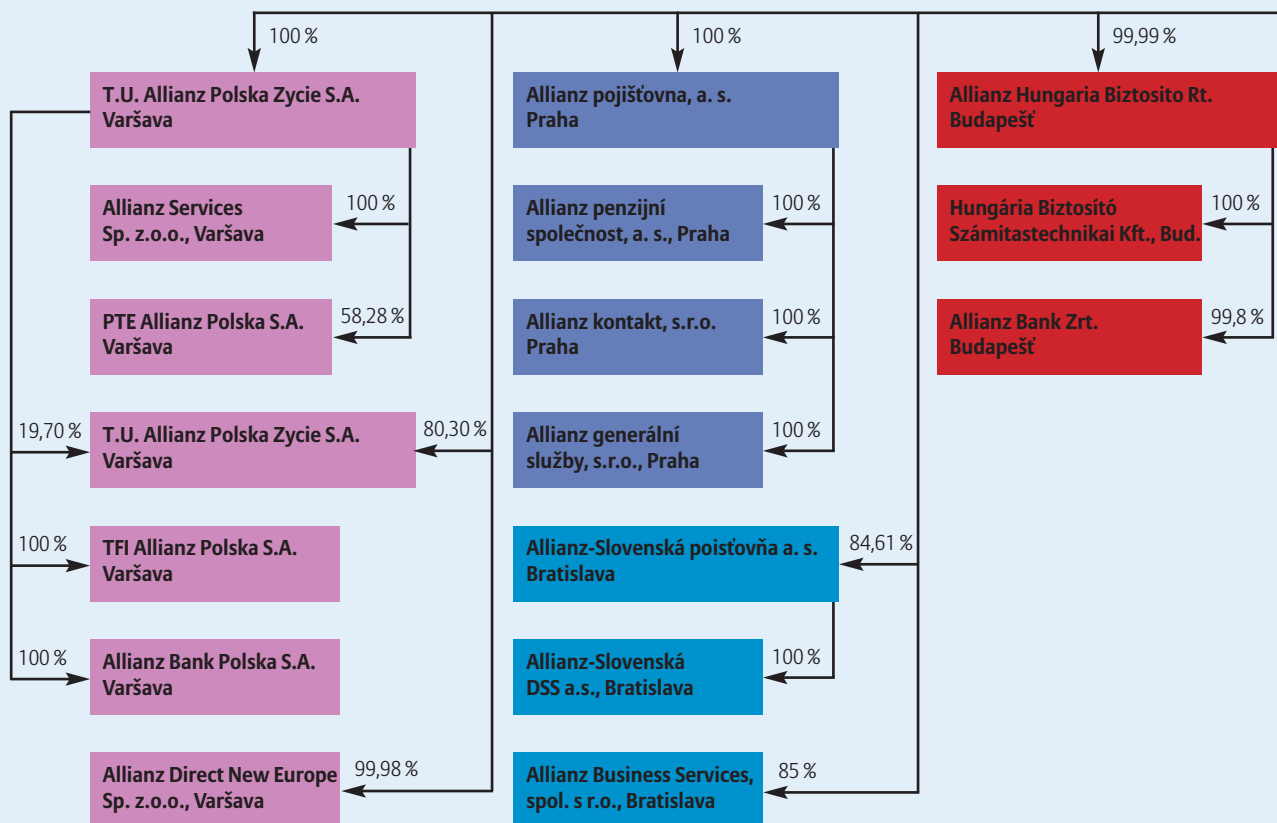 100 %
100 %
99,99 %
T.U. Allianz Polska Zycie S.A.
Varšava
Allianz pojišťovna, a. s.
Praha
Allianz Hungaria Biztosito Rt.
Budapešť
Allianz Services
Sp. z.o.o., Varšava
100 %
Allianz penzijní
společnost, a. s., Praha
100 %
Hungária Biztosító
Számitastechnikai Kft., Bud.
100 %
PTE Allianz Polska S.A.
Varšava
58,28 %
Allianz kontakt, s.r.o.
Praha
100 %
Allianz Bank Zrt.
Budapešť
99,8 %
19,70 %
T.U. Allianz Polska Zycie S.A.
Varšava
80,30 %
Allianz generální
služby, s.r.o., Praha
100 %
100 %
TFI Allianz Polska S.A.
Varšava
Allianz-Slovenská poisťovňa a. s.
Bratislava
84,61 %
100 %
Allianz Bank Polska S.A.
Varšava
Allianz-Slovenská
DSS a.s., Bratislava
100 %
Allianz Direct New Europe
Sp. z.o.o., Varšava
99,98 %
Allianz Business Services,
spol. s r.o., Bratislava
85 %